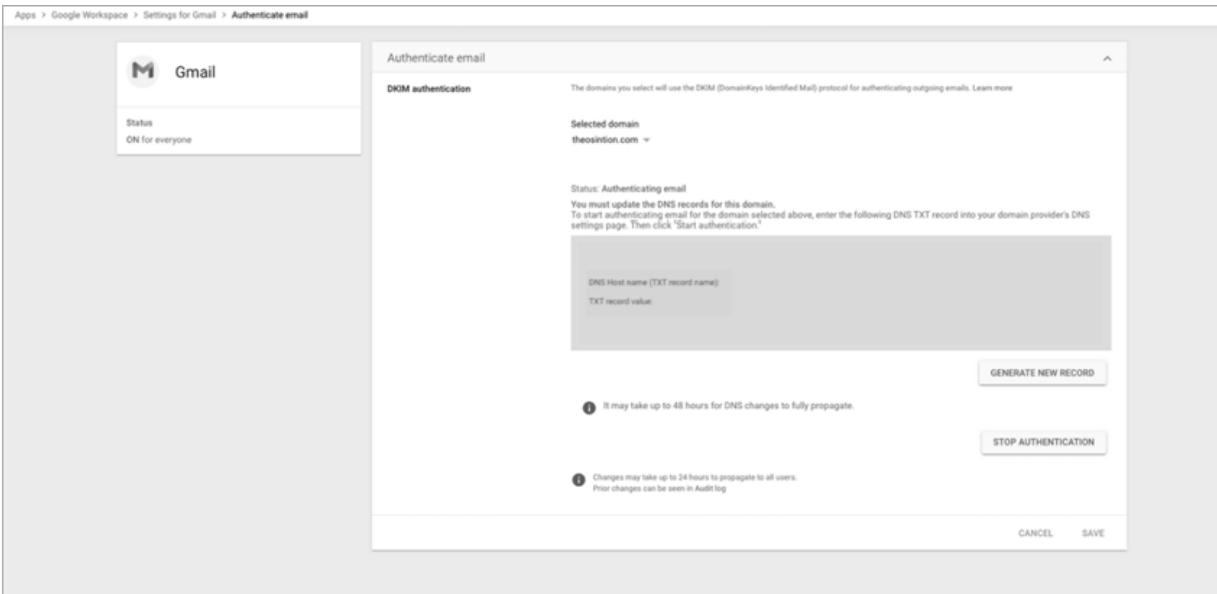 Apps > Google Workspace > Settings for Gmail > Authenticate email
Gmail
Status
ON for everyone
Authenticate email
DKIM authentication
The domains you select will use the DKIM (DomainKeys Identified Mail) protocol for authenticating outgoing emails. Learn more
Selected domain
theosintion.com
Status: Authenticating email
You must update the DNS records for this domain.
To start authenticating email for the domain selected above, enter the following DNS TXT record into your domain provider's DNS
settings page. Then click "Start authentication."
DNS Host name (TXT record name):
TXT record value:
GENERATE NEW RECORD
It may take up to 48 hours for DNS changes to fully propagate.
STOP AUTHENTICATION
Changes may take up to 24 hours to propagate to all users.
Prior changes can be seen in Audit log
CANCEL SAVE